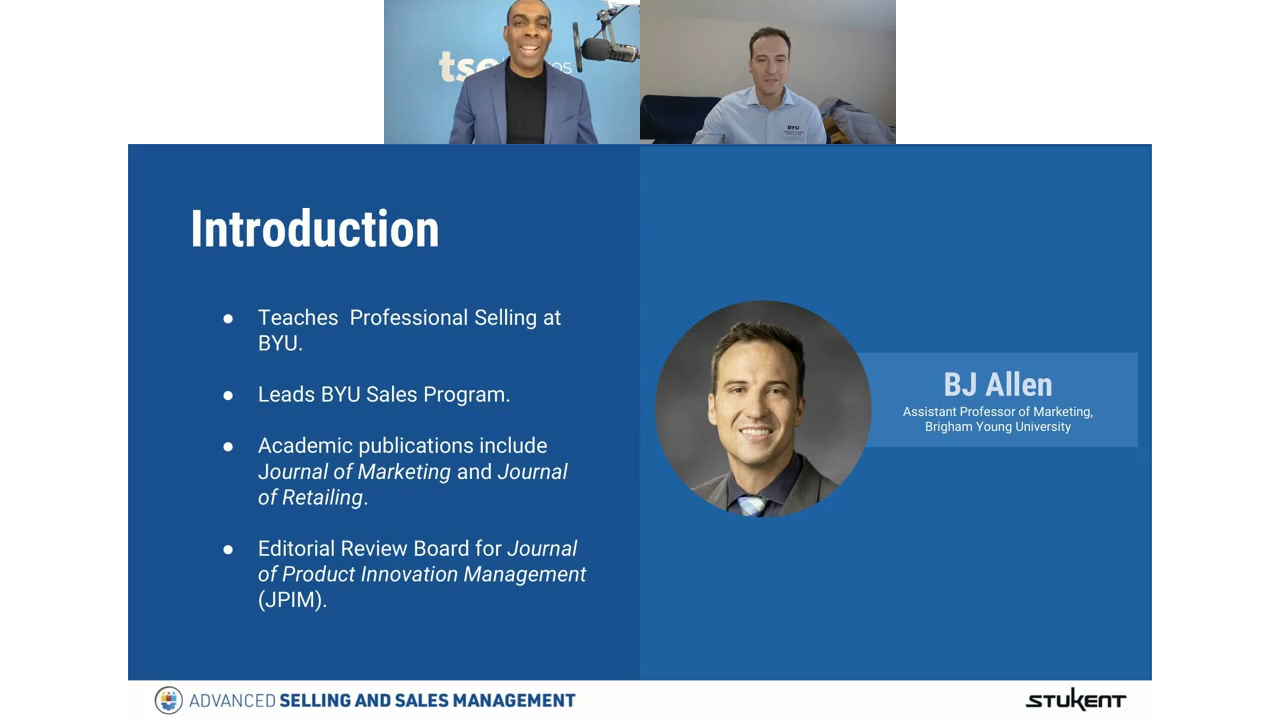 tse
BYU
Introduction
● Teaches  Professional Selling at
BYU.
● Leads BYU Sales Program.
● Academic publications include
Journal of Marketing and Journal
of Retailing.
● Editorial Review Board for Journal
of Product Innovation Management
(JPIM).
BJ Allen
Assistant Professor of Marketing,
Brigham Young University
ADVANCED SELLING AND SALES MANAGEMENT
STUKENT